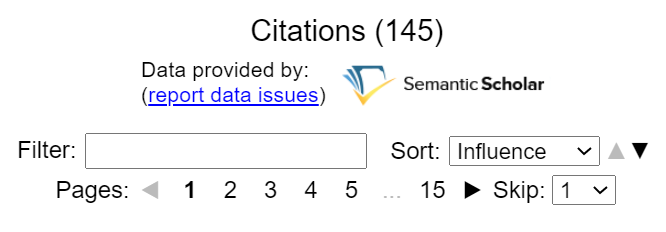 Citations (145)
Data provided by:
(report data issues)
Semantic Scholar
Filter: Sort: Influence
Pages: ◀ 1 2 3 4 5 ... 15 ▶ Skip: 1